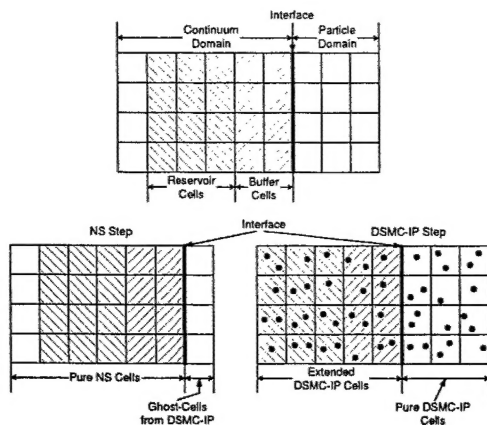 Interface
Continuum
Domain
Particle
Domain
Reservoir
Cells
Buffer
Cells
NS Step
Interface
DSMC-IP Step
Pure NS Cells
Ghost-Cells
from DSMC-IP
Extended
DSMC-IP Cells
Pure DSMC-IP
Cells